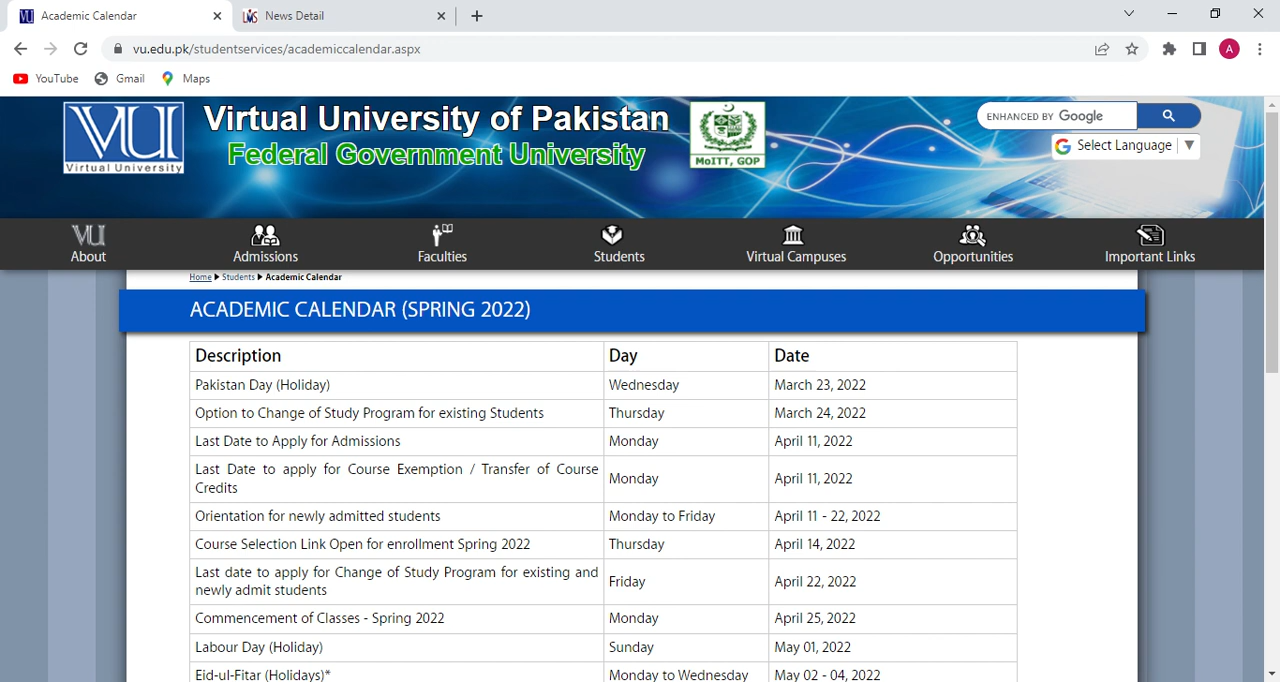 Academic Calendar
News Detail
vu.edu.pk/studentservices/academiccalendar.aspx
A
YouTube
Gmail
Maps
VU
Virtual University
Virtual University of Pakistan
Federal Government University
MoITT, GOP
ENHANCED BY Google
Select Language
VU
About
Admissions
Faculties
Students
Virtual Campuses
Opportunities
Important Links
Home Students Academic Calendar
ACADEMIC CALENDAR (SPRING 2022)
Description Day Date
Pakistan Day (Holiday) Wednesday March 23, 2022
Option to Change of Study Program for existing Students Thursday March 24, 2022
Last Date to Apply for Admissions Monday April 11, 2022
Last Date to apply for Course Exemption / Transfer of Course
Credits
Monday April 11, 2022
Orientation for newly admitted students Monday to Friday April 11 - 22, 2022
Course Selection Link Open for enrollment Spring 2022 Thursday April 14, 2022
Last date to apply for Change of Study Program for existing and
newly admit students
Friday April 22, 2022
Commencement of Classes - Spring 2022 Monday April 25, 2022
Labour Day (Holiday) Sunday May 01, 2022
Eid-ul-Fitar (Holidays)* Monday to Wednesday May 02 - 04, 2022